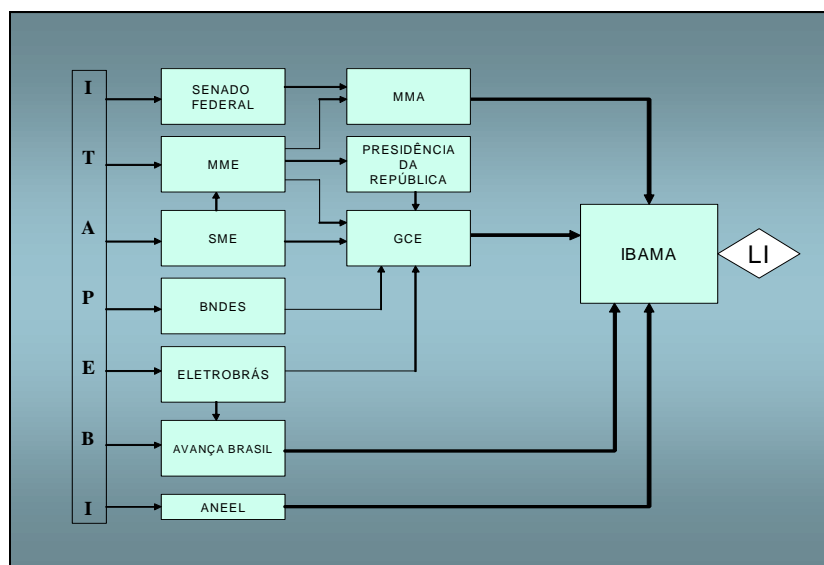 I
T
A
P
E
B
I
SENADO
FEDERAL
MME
SME
BNDES
ELETROBRÁS
AVANÇA BRASIL
ANEEL
MMA
PRESIDÊNCIA
DA
REPÚBLICA
GCE
IBAMA
LI